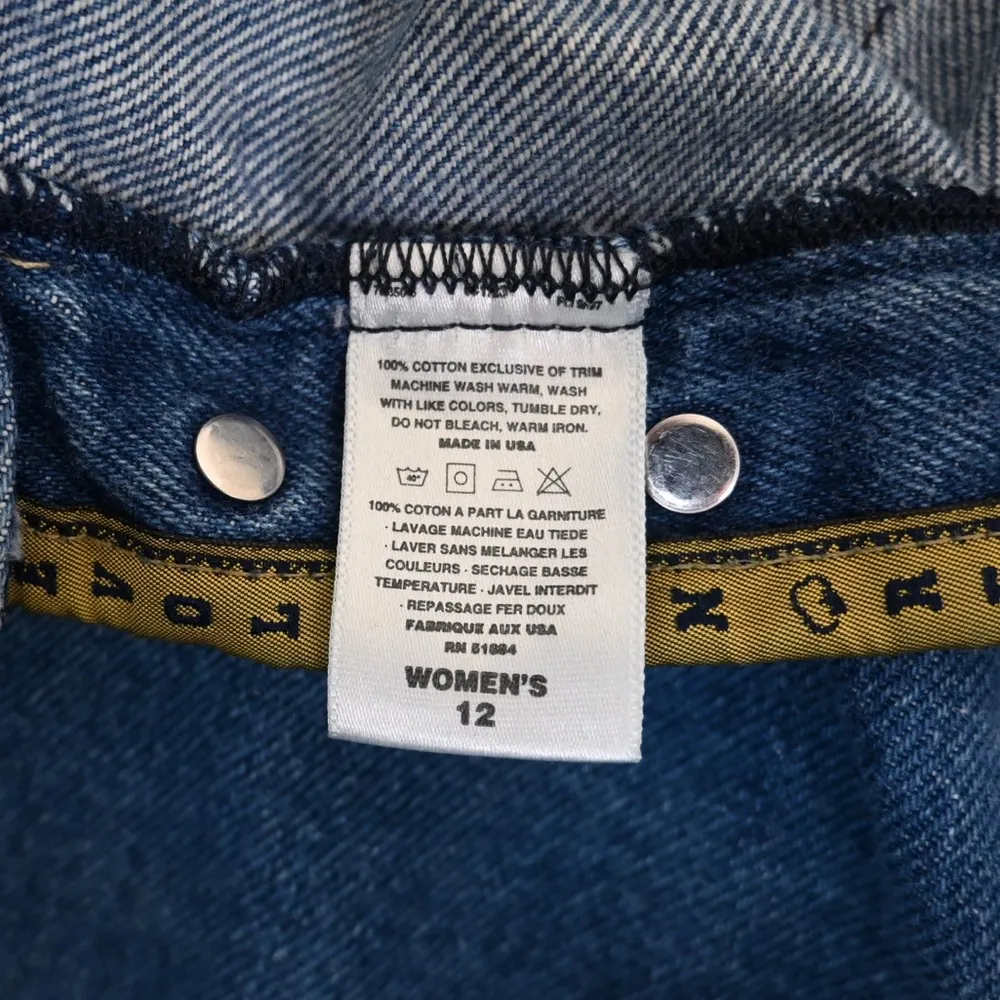 100% COTTON EXCLUSIVE OF TRIM
MACHINE WASH WARM, WASH
WITH LIKE COLORS, TUMBLE DRY,
DO NOT BLEACH, WARM IRON.
MADE IN USA
40°
100% COTON A PART LA GARNITURE
· LAVAGE MACHINE EAU TIEDE
· LAVER SANS MELANGER LES
COULEURS · SECHAGE BASSE
TEMPERATURE · JAVEL INTERDIT
· REPASSAGE FER DOUX
FABRIQUE AUX USA
RN 51884
WOMEN'S
12